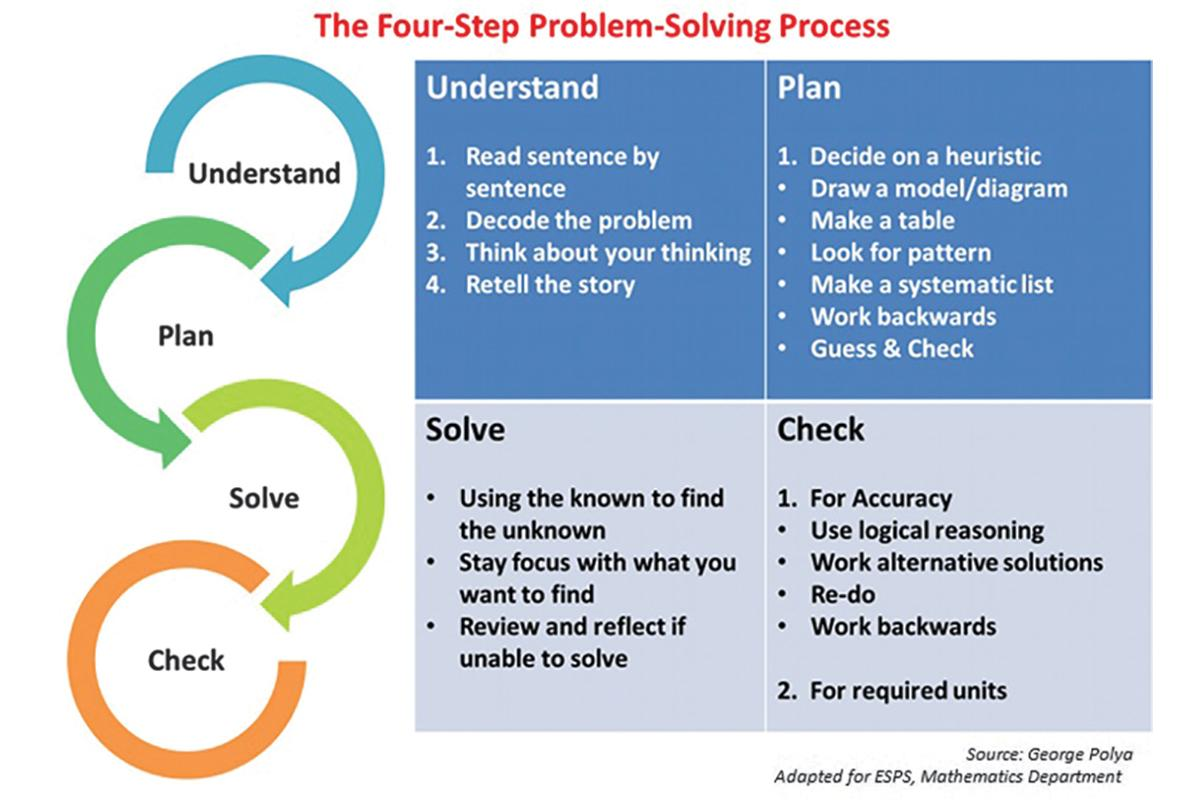 The Four-Step Problem-Solving Process
Understand
Plan
Solve
Check
Understand
1. Read sentence by
sentence
2. Decode the problem
3. Think about your thinking
4. Retell the story
Plan
1. Decide on a heuristic
• Draw a model/diagram
• Make a table
• Look for pattern
• Make a systematic list
• Work backwards
• Guess & Check
Solve
• Using the known to find
the unknown
• Stay focus with what you
want to find
• Review and reflect if
unable to solve
Check
1. For Accuracy
• Use logical reasoning
• Work alternative solutions
• Re-do
• Work backwards
2. For required units
Source: George Polya
Adapted for ESPS, Mathematics Department